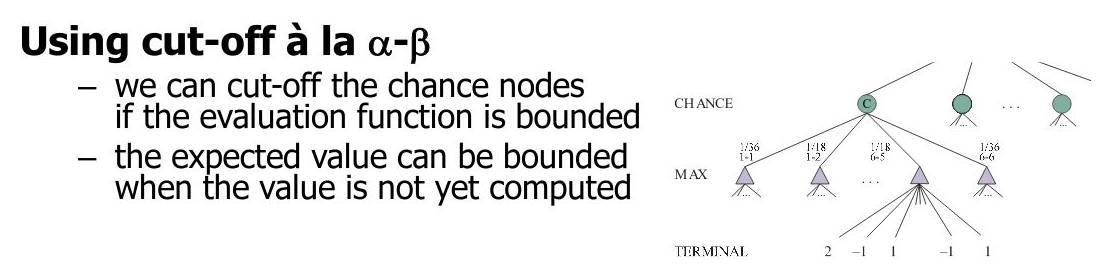 Using cut-off à la α-β
– we can cut-off the chance nodes
if the evaluation function is bounded
– the expected value can be bounded
when the value is not yet computed
CHANCE
C
...
1/36 1/18 1/18 1/36
1-1 1-2 6-5 6-6
MAX
...
TERMINAL 2 –1 1 –1 1